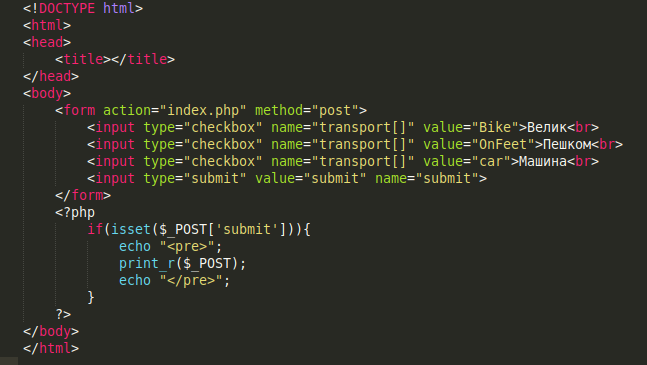 <!DOCTYPE html>
<html>
<head>
    <title></title>
</head>
<body>
    <form action="index.php" method="post">
        <input type="checkbox" name="transport[]" value="Bike">Велик<br>
        <input type="checkbox" name="transport[]" value="OnFeet">Пешком<br>
        <input type="checkbox" name="transport[]" value="car">Машина<br>
        <input type="submit" value="submit" name="submit">
    </form>
    <?php
        if(isset($_POST['submit'])){
            echo "<pre>";
            print_r($_POST);
            echo "</pre>";
        }
    ?>
</body>
</html>